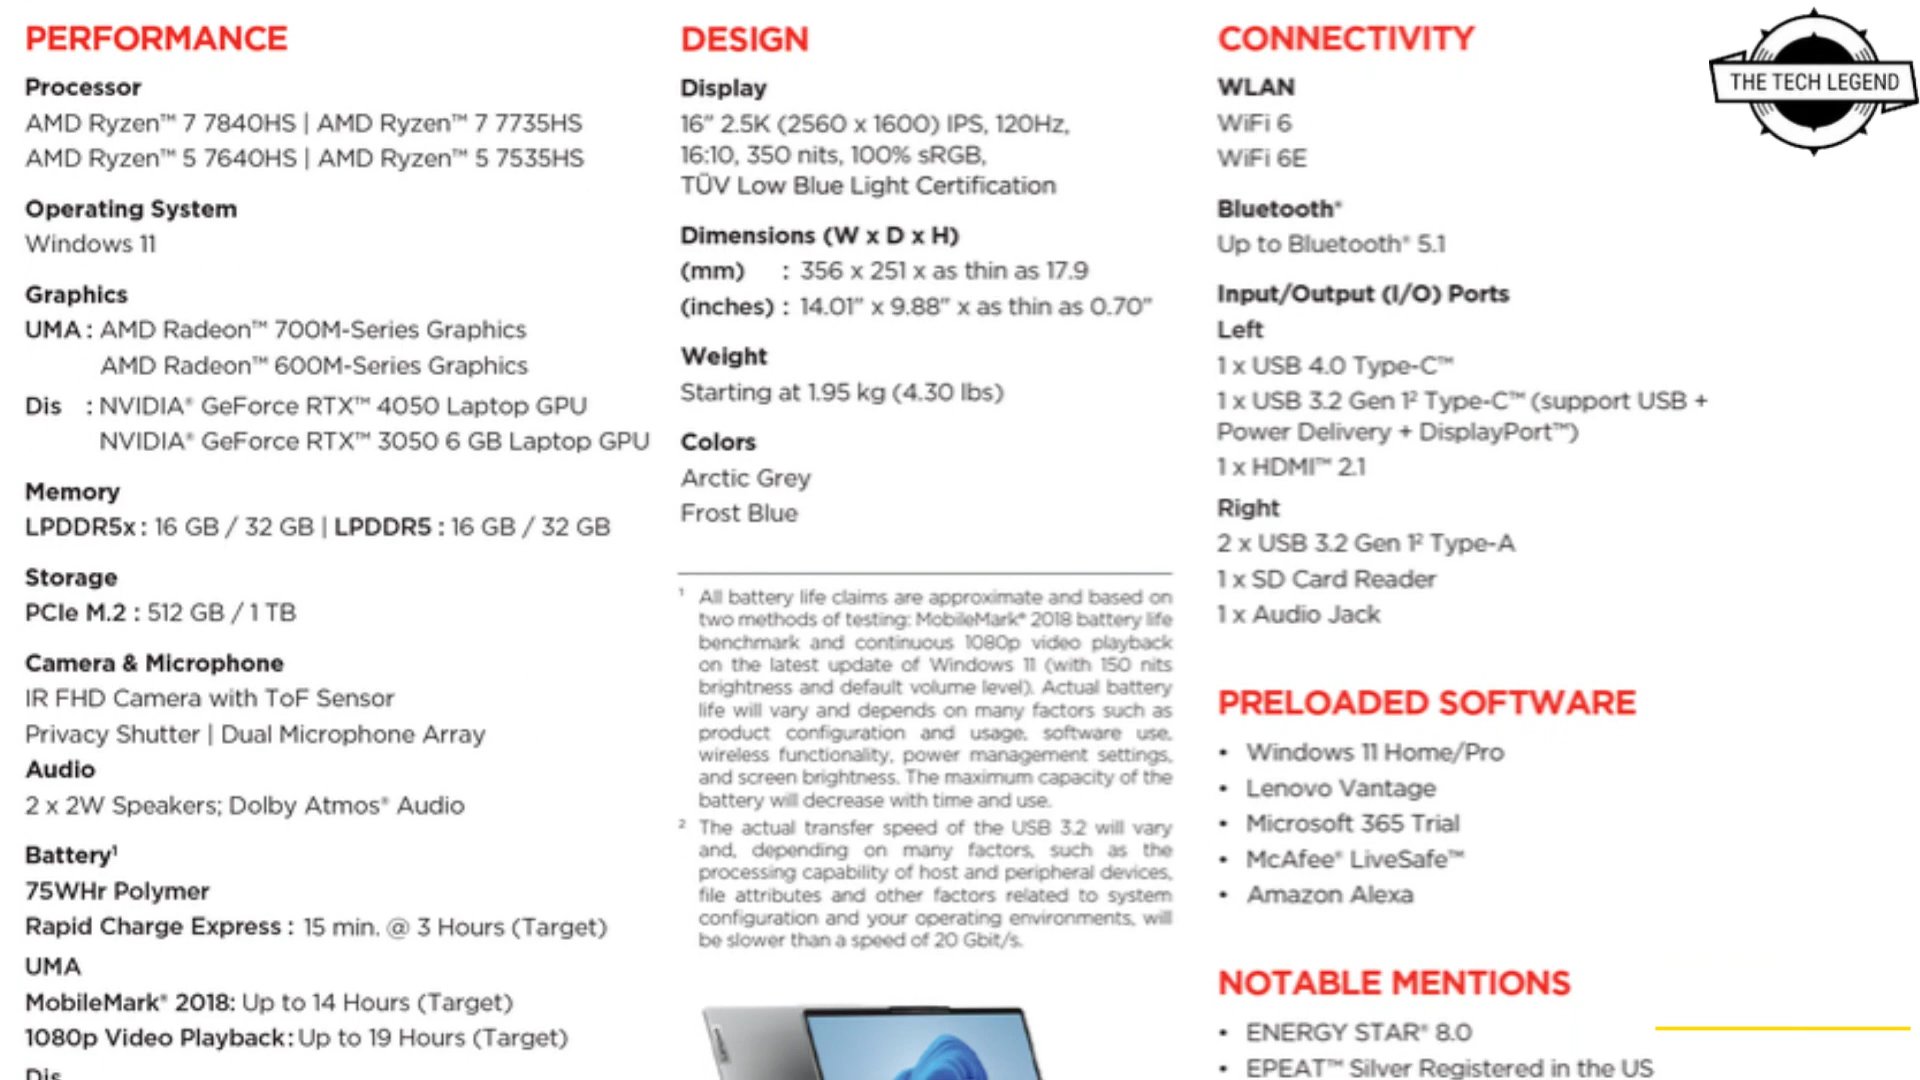 PERFORMANCE
Processor
AMD Ryzen™ 7 7840HS | AMD Ryzen™ 7 7735HS
AMD Ryzen™ 5 7640HS | AMD Ryzen™ 5 7535HS
Operating System
Windows 11
Graphics
UMA : AMD Radeon™ 700M-Series Graphics
AMD Radeon™ 600M-Series Graphics
Dis : NVIDIA® GeForce RTX™ 4050 Laptop GPU
NVIDIA® GeForce RTX™ 3050 6 GB Laptop GPU
Memory
LPDDR5x : 16 GB / 32 GB | LPDDR5 : 16 GB / 32 GB
Storage
PCIe M.2 : 512 GB / 1 TB
Camera & Microphone
IR FHD Camera with ToF Sensor
Privacy Shutter | Dual Microphone Array
Audio
2 x 2W Speakers; Dolby Atmos® Audio
Battery¹
75WHr Polymer
Rapid Charge Express : 15 min. @ 3 Hours (Target)
UMA
MobileMark® 2018: Up to 14 Hours (Target)
1080p Video Playback: Up to 19 Hours (Target)
Dis
DESIGN
Display
16" 2.5K (2560 x 1600) IPS, 120Hz,
16:10, 350 nits, 100% sRGB,
TÜV Low Blue Light Certification
Dimensions (W x D x H)
(mm) : 356 x 251 x as thin as 17.9
(inches) : 14.01" x 9.88" x as thin as 0.70"
Weight
Starting at 1.95 kg (4.30 lbs)
Colors
Arctic Grey
Frost Blue
¹ All battery life claims are approximate and based on
two methods of testing: MobileMark® 2018 battery life
benchmark and continuous 1080p video playback
on the latest update of Windows 11 (with 150 nits
brightness and default volume level). Actual battery
life will vary and depends on many factors such as
product configuration and usage, software use,
wireless functionality, power management settings,
and screen brightness. The maximum capacity of the
battery will decrease with time and use.
² The actual transfer speed of the USB 3.2 will vary
and, depending on many factors, such as the
processing capability of host and peripheral devices,
file attributes and other factors related to system
configuration and your operating environments, will
be slower than a speed of 20 Gbit/s.
CONNECTIVITY
WLAN
WiFi 6
WiFi 6E
Bluetooth®
Up to Bluetooth® 5.1
Input/Output (I/O) Ports
Left
1 x USB 4.0 Type-C™
1 x USB 3.2 Gen 1² Type-C™ (support USB +
Power Delivery + DisplayPort™)
1 x HDMI™ 2.1
Right
2 x USB 3.2 Gen 1² Type-A
1 x SD Card Reader
1 x Audio Jack
PRELOADED SOFTWARE
• Windows 11 Home/Pro
• Lenovo Vantage
• Microsoft 365 Trial
• McAfee® LiveSafe™
• Amazon Alexa
NOTABLE MENTIONS
• ENERGY STAR® 8.0
• EPEAT™ Silver Registered in the US
THE TECH LEGEND